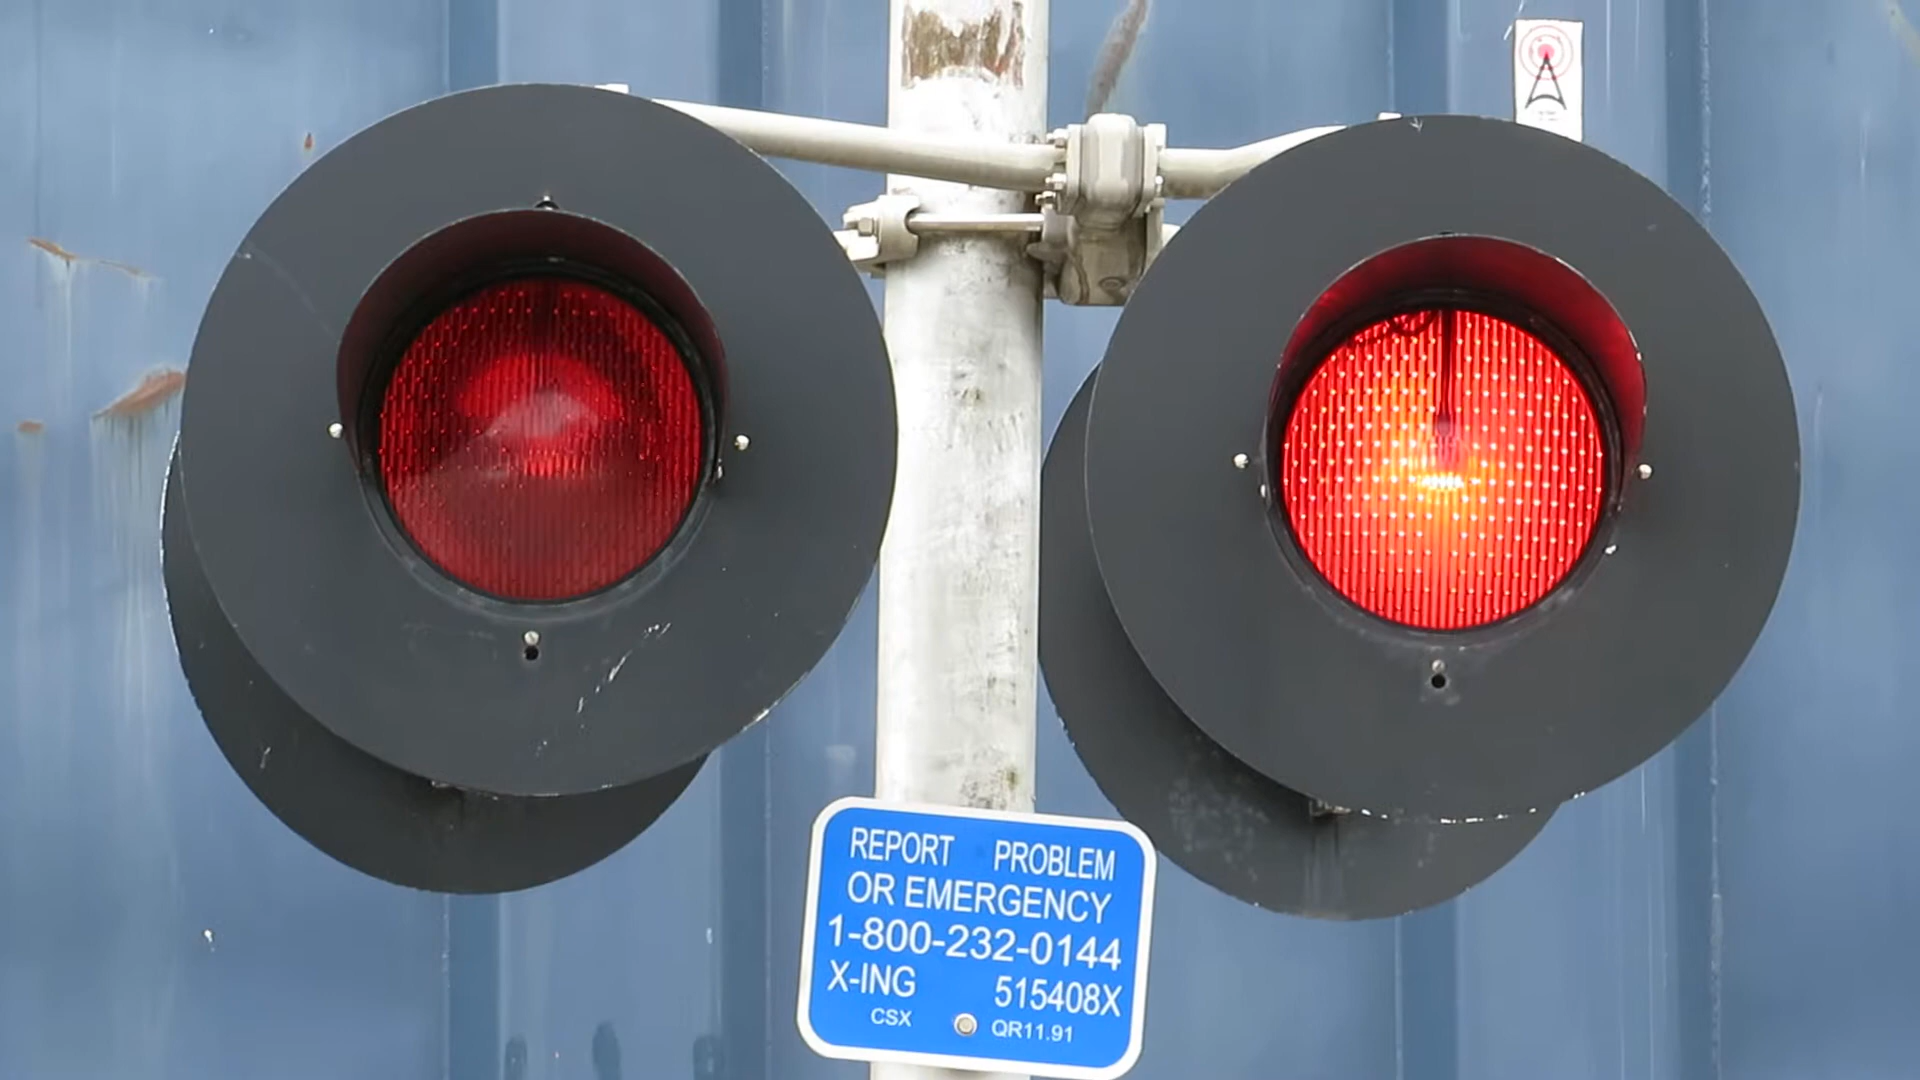 REPORT PROBLEM
OR EMERGENCY
1-800-232-0144
X-ING 515408X
CSX QR11.91